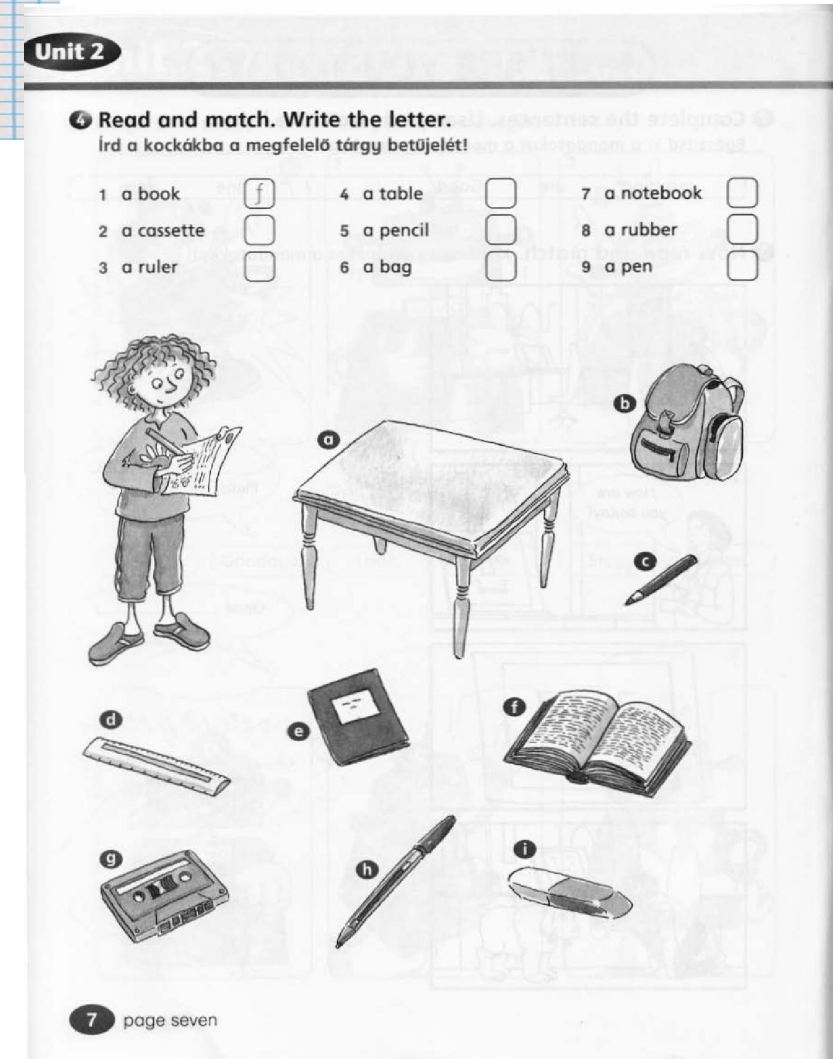 Unit 2
4 Read and match. Write the letter.
Írd a kockákba a megfelelő tárgy betűjelét!
1 a book f
2 a cassette
3 a ruler
4 a table
5 a pencil
6 a bag
7 a notebook
8 a rubber
9 a pen
a
b
c
d
e
f
g
h
i
7 page seven